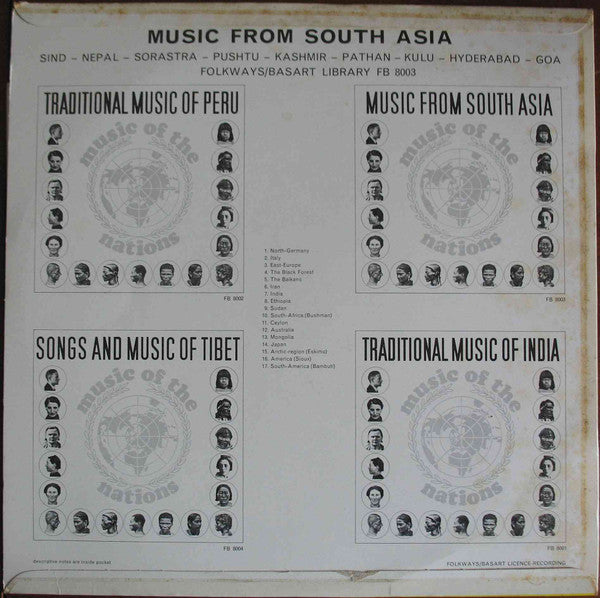 MUSIC FROM SOUTH ASIA
SIND – NEPAL – SORASTRA – PUSHTU – KASHMIR – PATHAN – KULU – HYDERABAD – GOA
FOLKWAYS/BASART LIBRARY FB 8003
TRADITIONAL MUSIC OF PERU
music of the
nations
FB 8002
MUSIC FROM SOUTH ASIA
music of the
nations
FB 8003
1. North-Germany
2. Italy
3. East-Europe
4. The Black Forest
5. The Balkans
6. Iran
7. India
8. Ethiopia
9. Sudan
10. South-Africa (Bushman)
11. Ceylon
12. Australia
13. Mongolia
14. Japan
15. Arctic-region (Eskimo)
16. America (Sioux)
17. South-America (Bambuti)
SONGS AND MUSIC OF TIBET
music of the
nations
FB 8004
TRADITIONAL MUSIC OF INDIA
music of the
nations
FB
descriptive notes are inside pocket
FOLKWAYS/BASART LICENCE-RECORDING